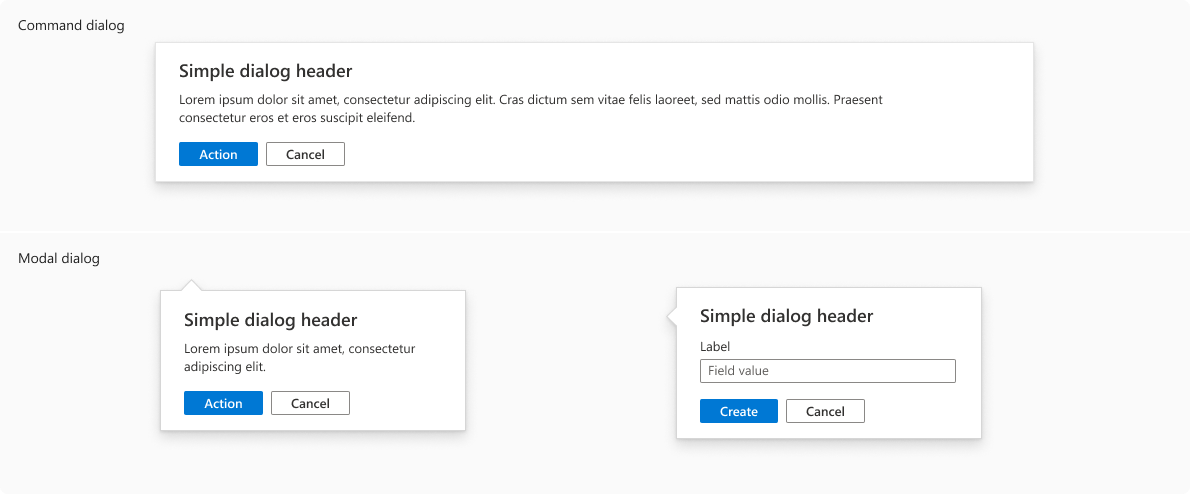 Command dialog
Simple dialog header
Lorem ipsum dolor sit amet, consectetur adipiscing elit. Cras dictum sem vitae felis laoreet, sed mattis odio mollis. Praesent
consectetur eros et eros suscipit eleifend.
Action Cancel
Modal dialog
Simple dialog header
Lorem ipsum dolor sit amet, consectetur
adipiscing elit.
Action Cancel
Simple dialog header
Label
Field value
Create Cancel